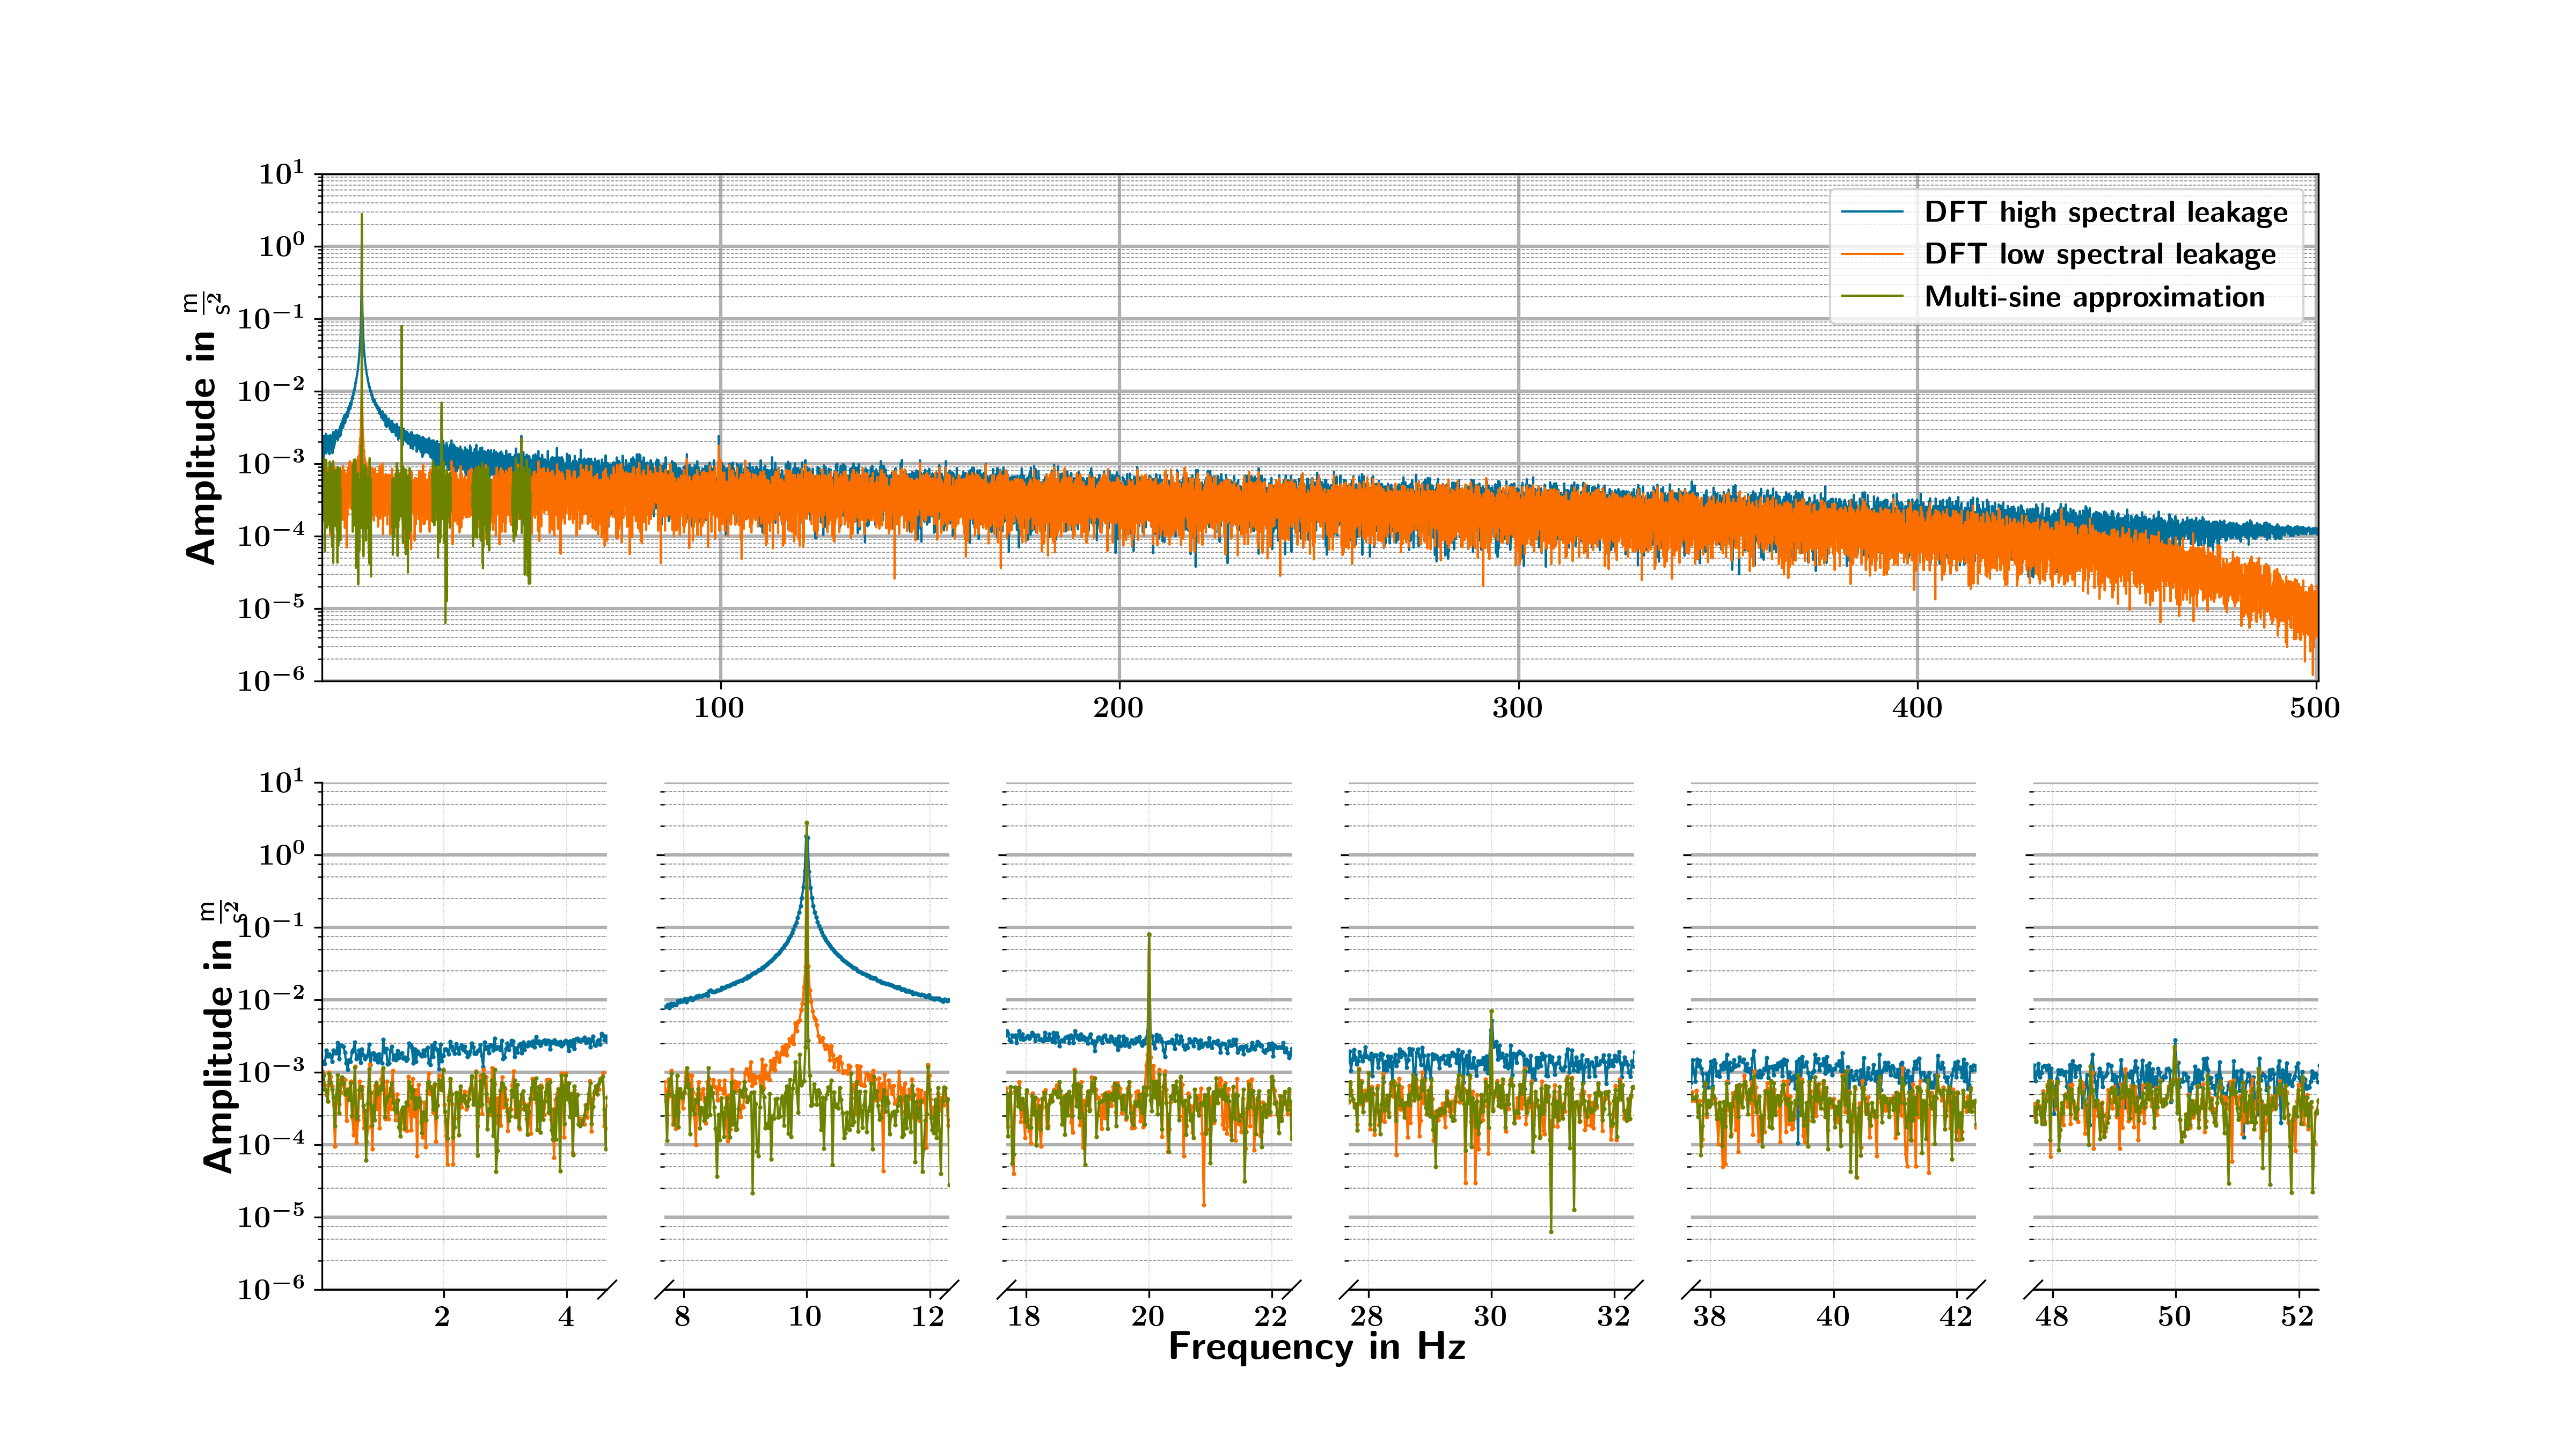 10¹
10⁰
10⁻¹
10⁻²
10⁻³
10⁻⁴
10⁻⁵
10⁻⁶
Amplitude in m/s²
DFT high spectral leakage
DFT low spectral leakage
Multi-sine approximation
100 200 300 400 500
10¹
10⁰
10⁻¹
10⁻²
10⁻³
10⁻⁴
10⁻⁵
10⁻⁶
Amplitude in m/s²
2 4 8 10 12 18 20 22 28 30 32 38 40 42 48 50 52
Frequency in Hz